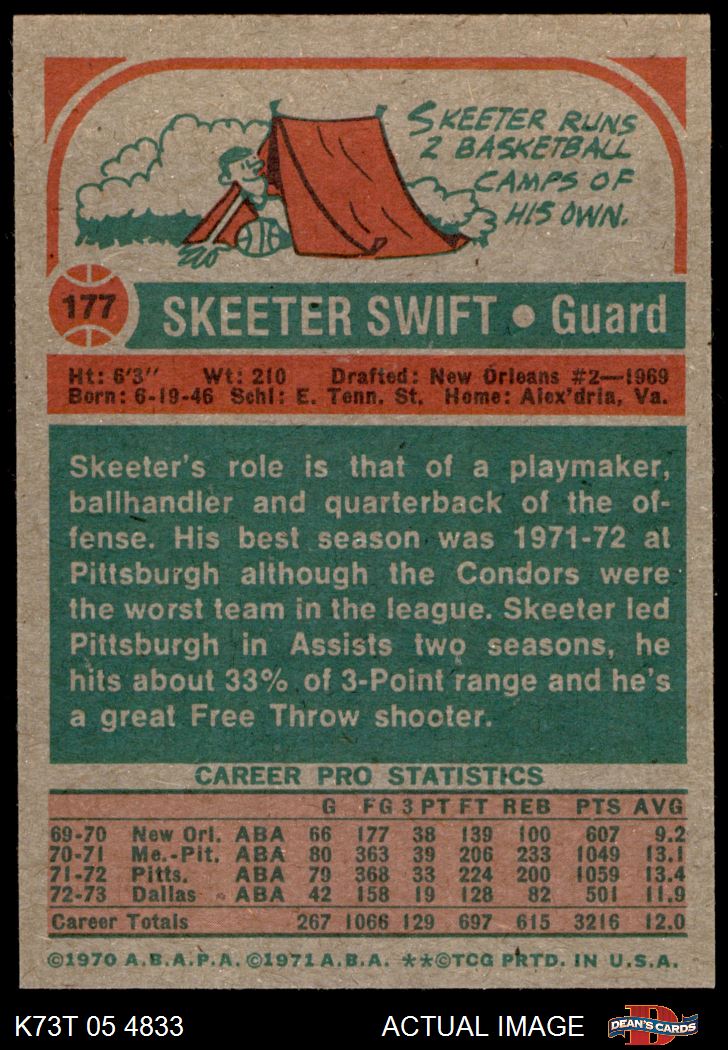 SKEETER RUNS
2 BASKETBALL
CAMPS OF
HIS OWN.
177 SKEETER SWIFT • Guard
Ht: 6'3" Wt: 210 Drafted: New Orleans #2—1969
Born: 6-19-46 Schl: E. Tenn. St. Home: Alex'dria, Va.
Skeeter's role is that of a playmaker,
ballhandler and quarterback of the of-
fense. His best season was 1971-72 at
Pittsburgh although the Condors were
the worst team in the league. Skeeter led
Pittsburgh in Assists two seasons, he
hits about 33% of 3-Point range and he's
a great Free Throw shooter.
CAREER PRO STATISTICS
G FG 3 PT FT REB PTS AVG
69-70 New Orl. ABA 66 177 38 139 100 607 9.2
70-71 Me.-Pit. ABA 80 363 39 206 233 1049 13.1
71-72 Pitts. ABA 79 368 33 224 200 1059 13.4
72-73 Dallas ABA 42 158 19 128 82 501 11.9
Career Totals 267 1066 129 697 615 3216 12.0
©1970 A.B.A.P.A. ©1971 A.B.A. **©TCG PRTD. IN U.S.A.
K73T 05 4833 ACTUAL IMAGE D DEAN'S CARDS